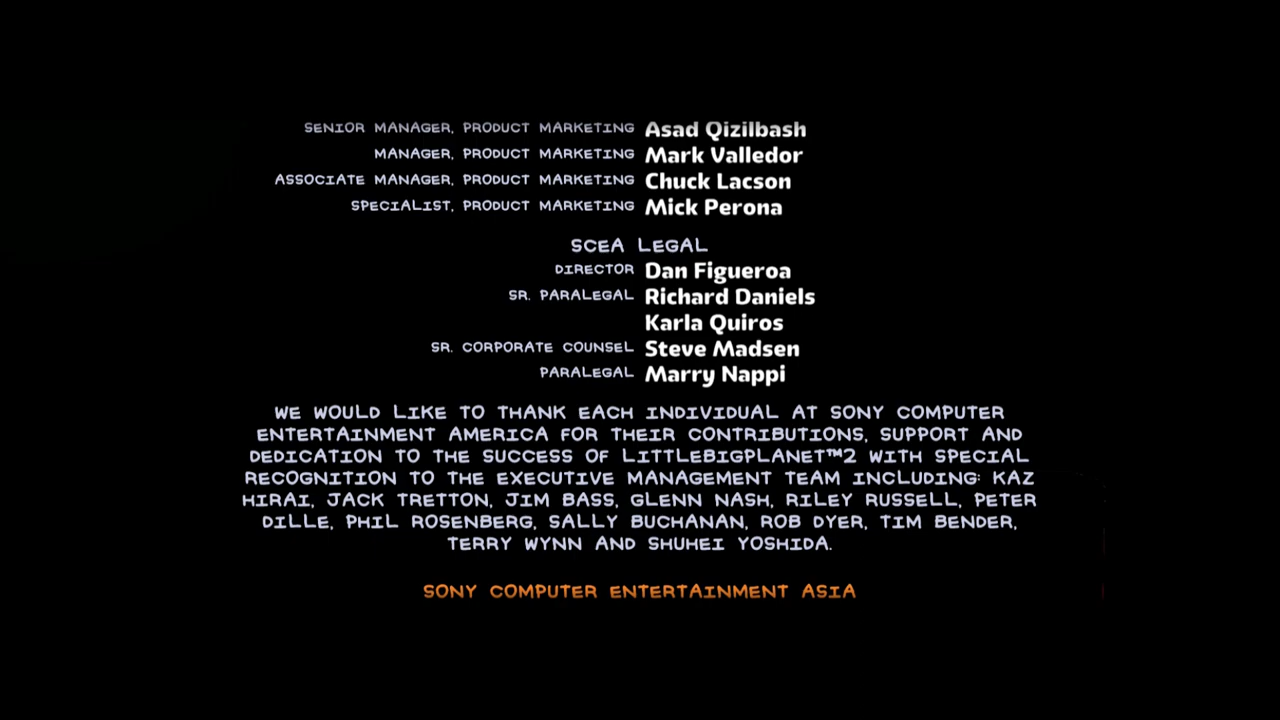 SENIOR MANAGER, PRODUCT MARKETING Asad Qizilbash
MANAGER, PRODUCT MARKETING Mark Valledor
ASSOCIATE MANAGER, PRODUCT MARKETING Chuck Lacson
SPECIALIST, PRODUCT MARKETING Mick Perona
SCEA LEGAL
DIRECTOR Dan Figueroa
SR. PARALEGAL Richard Daniels
Karla Quiros
SR. CORPORATE COUNSEL Steve Madsen
PARALEGAL Marry Nappi
WE WOULD LIKE TO THANK EACH INDIVIDUAL AT SONY COMPUTER
ENTERTAINMENT AMERICA FOR THEIR CONTRIBUTIONS, SUPPORT AND
DEDICATION TO THE SUCCESS OF LITTLEBIGPLANET™2 WITH SPECIAL
RECOGNITION TO THE EXECUTIVE MANAGEMENT TEAM INCLUDING: KAZ
HIRAI, JACK TRETTON, JIM BASS, GLENN NASH, RILEY RUSSELL, PETER
DILLE, PHIL ROSENBERG, SALLY BUCHANAN, ROB DYER, TIM BENDER,
TERRY WYNN AND SHUHEI YOSHIDA.
SONY COMPUTER ENTERTAINMENT ASIA